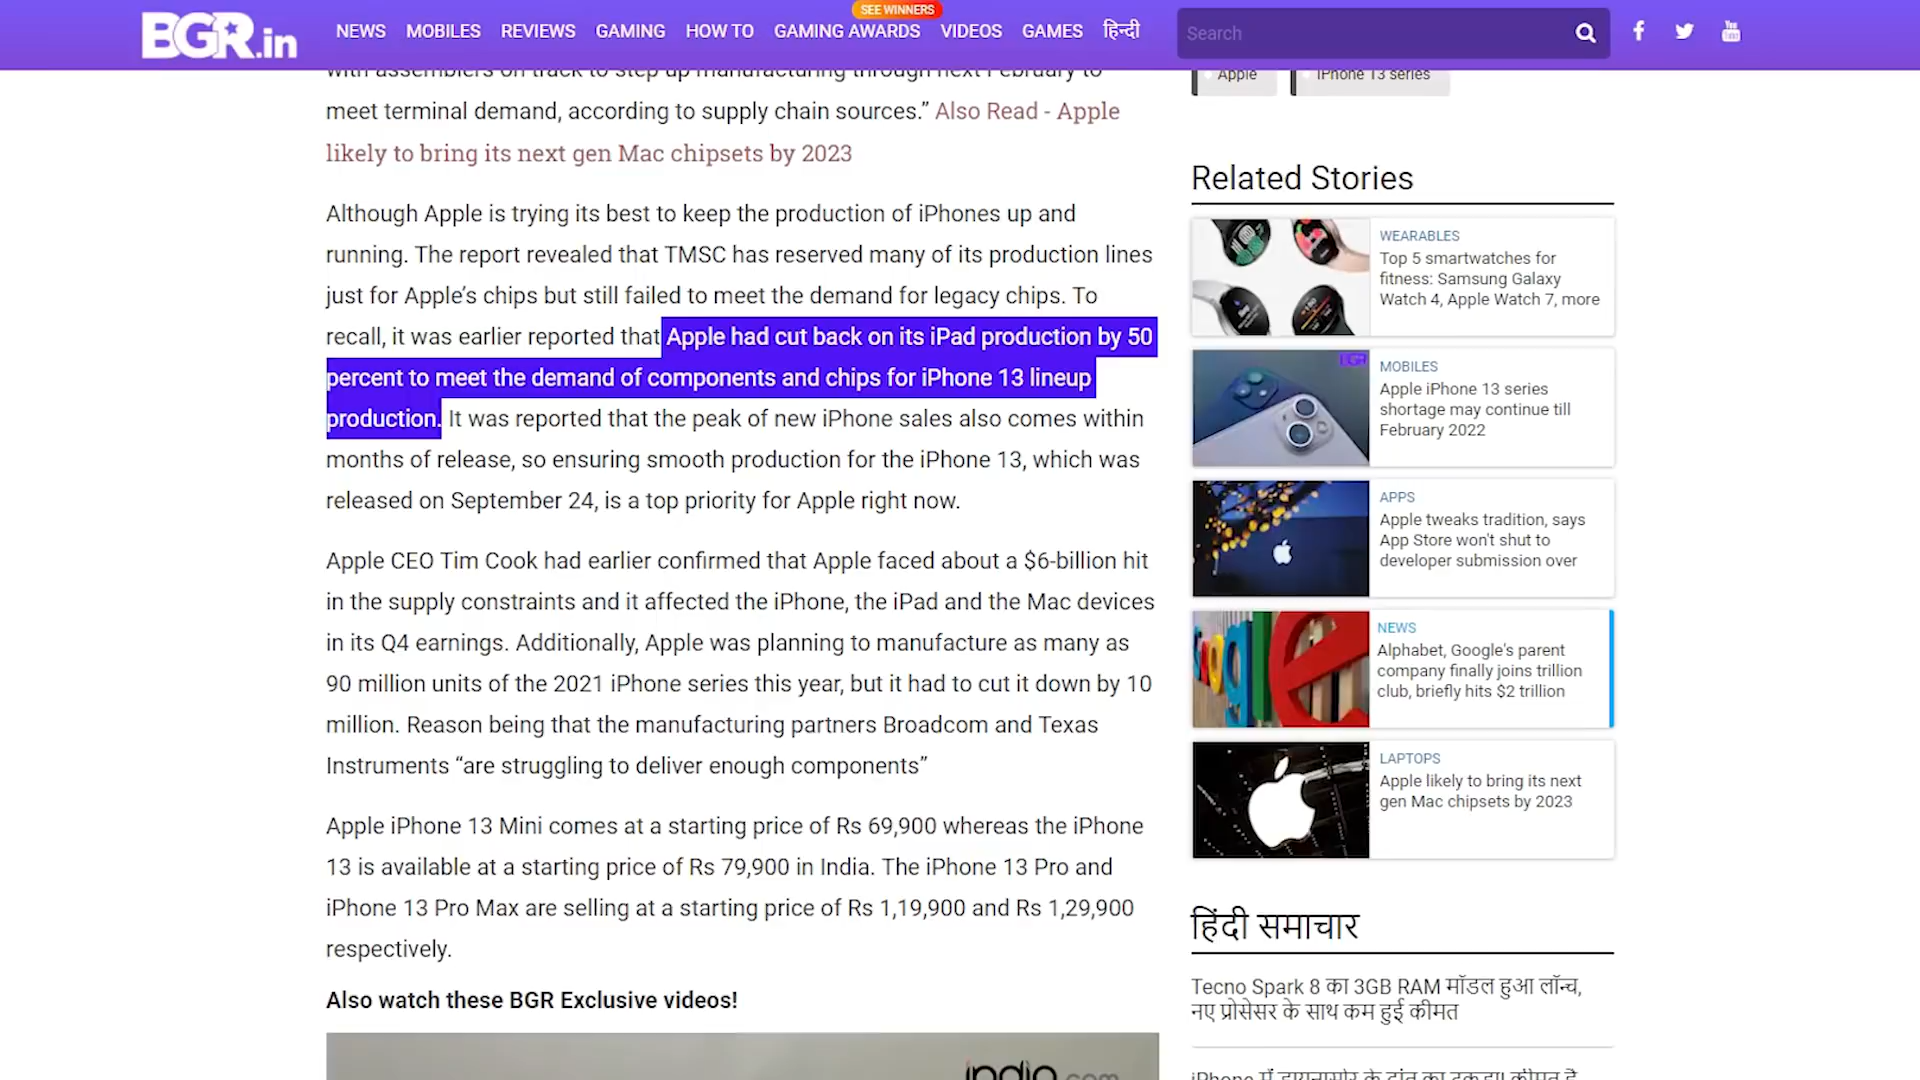 SEE WINNERS
BGR.in
NEWS MOBILES REVIEWS GAMING HOW TO GAMING AWARDS VIDEOS GAMES हिन्दी
Search
with assemblers on track to step up manufacturing through next February to
meet terminal demand, according to supply chain sources.” Also Read - Apple
likely to bring its next gen Mac chipsets by 2023
Although Apple is trying its best to keep the production of iPhones up and
running. The report revealed that TMSC has reserved many of its production lines
just for Apple’s chips but still failed to meet the demand for legacy chips. To
recall, it was earlier reported that Apple had cut back on its iPad production by 50
percent to meet the demand of components and chips for iPhone 13 lineup
production. It was reported that the peak of new iPhone sales also comes within
months of release, so ensuring smooth production for the iPhone 13, which was
released on September 24, is a top priority for Apple right now.
Apple CEO Tim Cook had earlier confirmed that Apple faced about a $6-billion hit
in the supply constraints and it affected the iPhone, the iPad and the Mac devices
in its Q4 earnings. Additionally, Apple was planning to manufacture as many as
90 million units of the 2021 iPhone series this year, but it had to cut it down by 10
million. Reason being that the manufacturing partners Broadcom and Texas
Instruments “are struggling to deliver enough components”
Apple iPhone 13 Mini comes at a starting price of Rs 69,900 whereas the iPhone
13 is available at a starting price of Rs 79,900 in India. The iPhone 13 Pro and
iPhone 13 Pro Max are selling at a starting price of Rs 1,19,900 and Rs 1,29,900
respectively.
Also watch these BGR Exclusive videos!
india.com
Apple
iPhone 13 series
Related Stories
WEARABLES
Top 5 smartwatches for
fitness: Samsung Galaxy
Watch 4, Apple Watch 7, more
BGR
MOBILES
Apple iPhone 13 series
shortage may continue till
February 2022
APPS
Apple tweaks tradition, says
App Store won't shut to
developer submission over
NEWS
Alphabet, Google's parent
company finally joins trillion
club, briefly hits $2 trillion
LAPTOPS
Apple likely to bring its next
gen Mac chipsets by 2023
हिंदी समाचार
Tecno Spark 8 का 3GB RAM मॉडल हुआ लॉन्च,
नए प्रोसेसर के साथ कम हुई कीमत
iPhone में डायनासोर के दांत का टुकड़ा! कीमत है